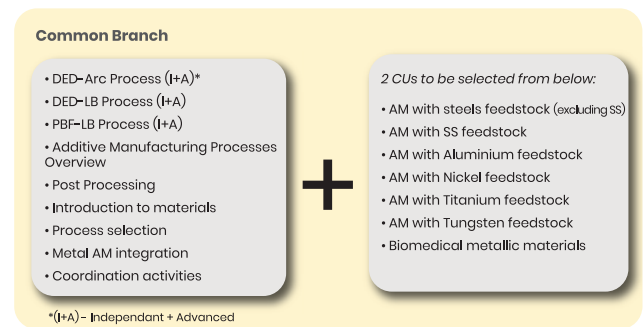 Common Branch
• DED-Arc Process (I+A)*
• DED-LB Process (I+A)
• PBF-LB Process (I+A)
• Additive Manufacturing Processes
Overview
• Post Processing
• Introduction to materials
• Process selection
• Metal AM integration
• Coordination activities
+
2 CUs to be selected from below:
• AM with steels feedstock (excluding SS)
• AM with SS feedstock
• AM with Aluminium feedstock
• AM with Nickel feedstock
• AM with Titanium feedstock
• AM with Tungsten feedstock
• Biomedical metallic materials
*(I+A) - Independant + Advanced